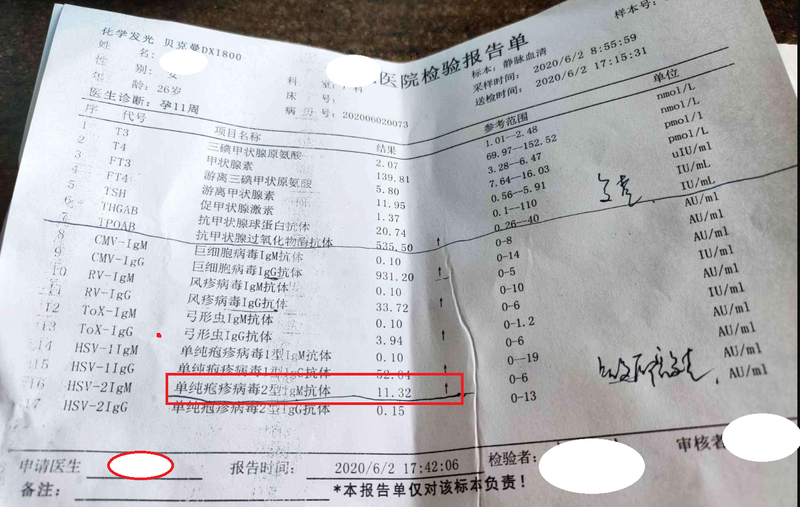 化学发光 贝克曼DX1800
医院检验报告单
样本号:
姓 名:
标本: 静脉血清
性 别: 女
科 室: 产科
采样时间: 2020/6/2 8:55:59
年 龄: 26岁
床 号:
送检时间: 2020/6/2 17:15:31
医生诊断: 孕11周
病 历 号: 202006020073
序 代号 项目名称 结果 参考范围 单位
1 T3 三碘甲状腺原氨酸 2.07 1.01--2.48 nmol/L
2 T4 甲状腺素 139.81 69.97-152.52 nmol/L
3 FT3 游离三碘甲状原氨酸 5.80 3.28-6.47 pmol/l
4 FT4 游离甲状腺素 11.95 7.64-16.03 pmol/L
5 TSH 促甲状腺激素 1.37 0.56-5.91 uIU/ml
6 THGAB 抗甲状腺球蛋白抗体 20.74 0.1-110 IU/mL
7 TPOAB 抗甲状腺过氧化物酶抗体 535.50 ↑ 0.26-40 IU/mL
8 CMV-IgM 巨细胞病毒IgM抗体 0.10 0-8 AU/ml
9 CMV-IgG 巨细胞病毒IgG抗体 931.20 ↑ 0-14 AU/ml
10 RV-IgM 风疹病毒IgM抗体 0.10 0-5 AU/ml
11 RV-IgG 风疹病毒IgG抗体 33.72 ↑ 0-10 IU/ml
12 ToX-IgM 弓形虫IgM抗体 0.10 0-6 AU/ml
13 ToX-IgG 弓形虫IgG抗体 3.94 ↑ 0-1.2 IU/ml
14 HSV-1IgM 单纯疱疹病毒1型IgM抗体 0.10 0-6 AU/ml
15 HSV-1IgG 单纯疱疹病毒1型IgG抗体 52.04 ↑ 0--19 AU/ml
16 HSV-2IgM 单纯疱疹病毒2型IgM抗体 11.32 ↑ 0-6 AU/ml
17 HSV-2IgG 单纯疱疹病毒2型IgG抗体 0.15 0-13 AU/ml
申请医生 报告时间: 2020/6/2 17:42:06 检验者: 审核者
备注: *本报告单仅对该标本负责!